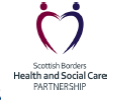 Scottish Borders
Health and Social Care
PARTNERSHIP